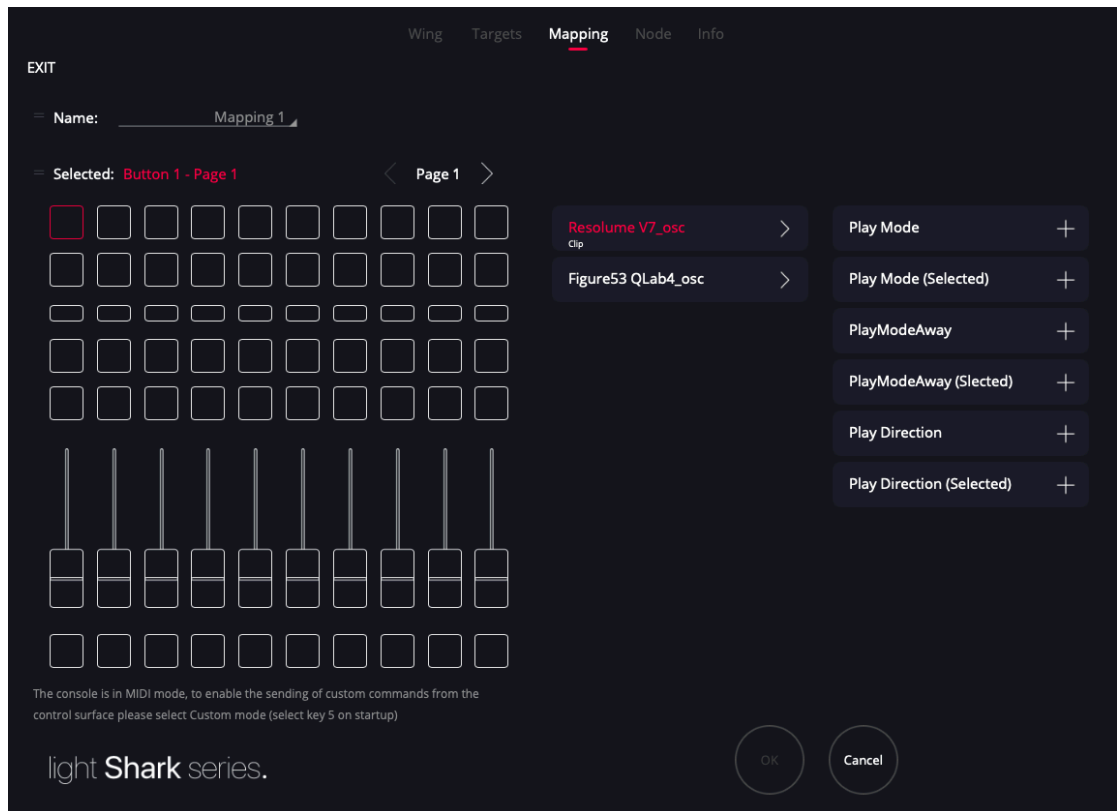 Wing Targets Mapping Node Info
EXIT
Name: Mapping 1
Selected: Button 1 - Page 1 Page 1
Resolume V7_osc
Clip
Figure53 QLab4_osc
Play Mode
Play Mode (Selected)
PlayModeAway
PlayModeAway (Slected)
Play Direction
Play Direction (Selected)
The console is in MIDI mode, to enable the sending of custom commands from the
control surface please select Custom mode (select key 5 on startup)
light Shark series.
OK Cancel